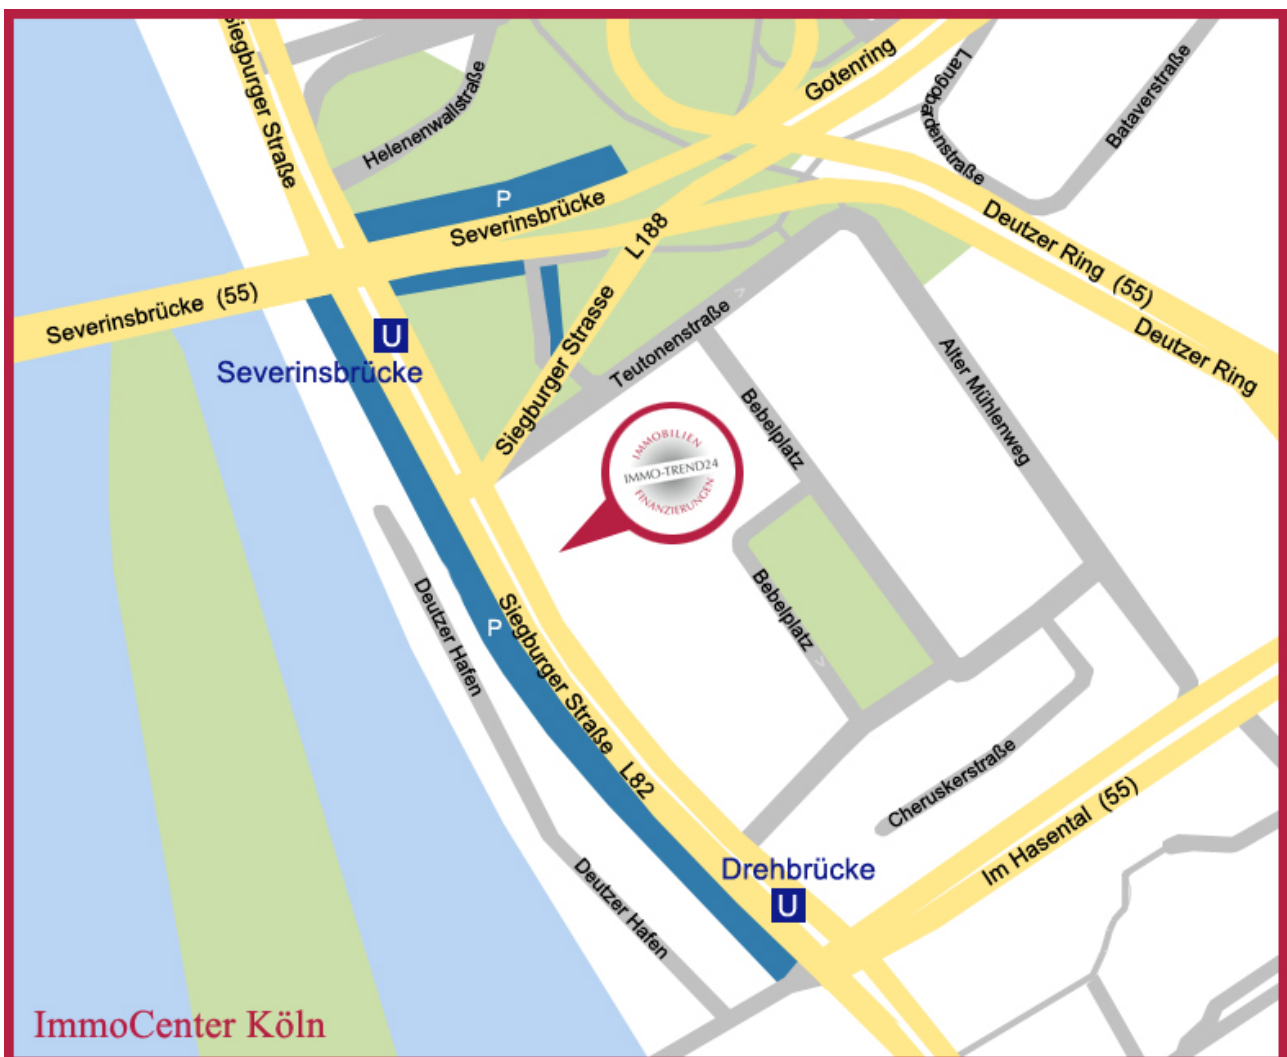 Siegburger Straße
Helenenwallstraße
Gotenring
Langobardenstraße
Bataverstraße
P
Severinsbrücke
L188
Severinsbrücke (55)
Deutzer Ring (55)
Deutzer Ring
U
Severinsbrücke
Siegburger Strasse
Teutonenstraße >
Alter Mühlenweg
Bebelplatz
IMMOBILIEN
IMMO-TREND24
FINANZIERUNGEN
Bebelplatz >
Deutzer Hafen
P
Siegburger Straße L82
Cheruskerstraße
Im Hasental (55)
Drehbrücke
U
Deutzer Hafen
ImmoCenter Köln